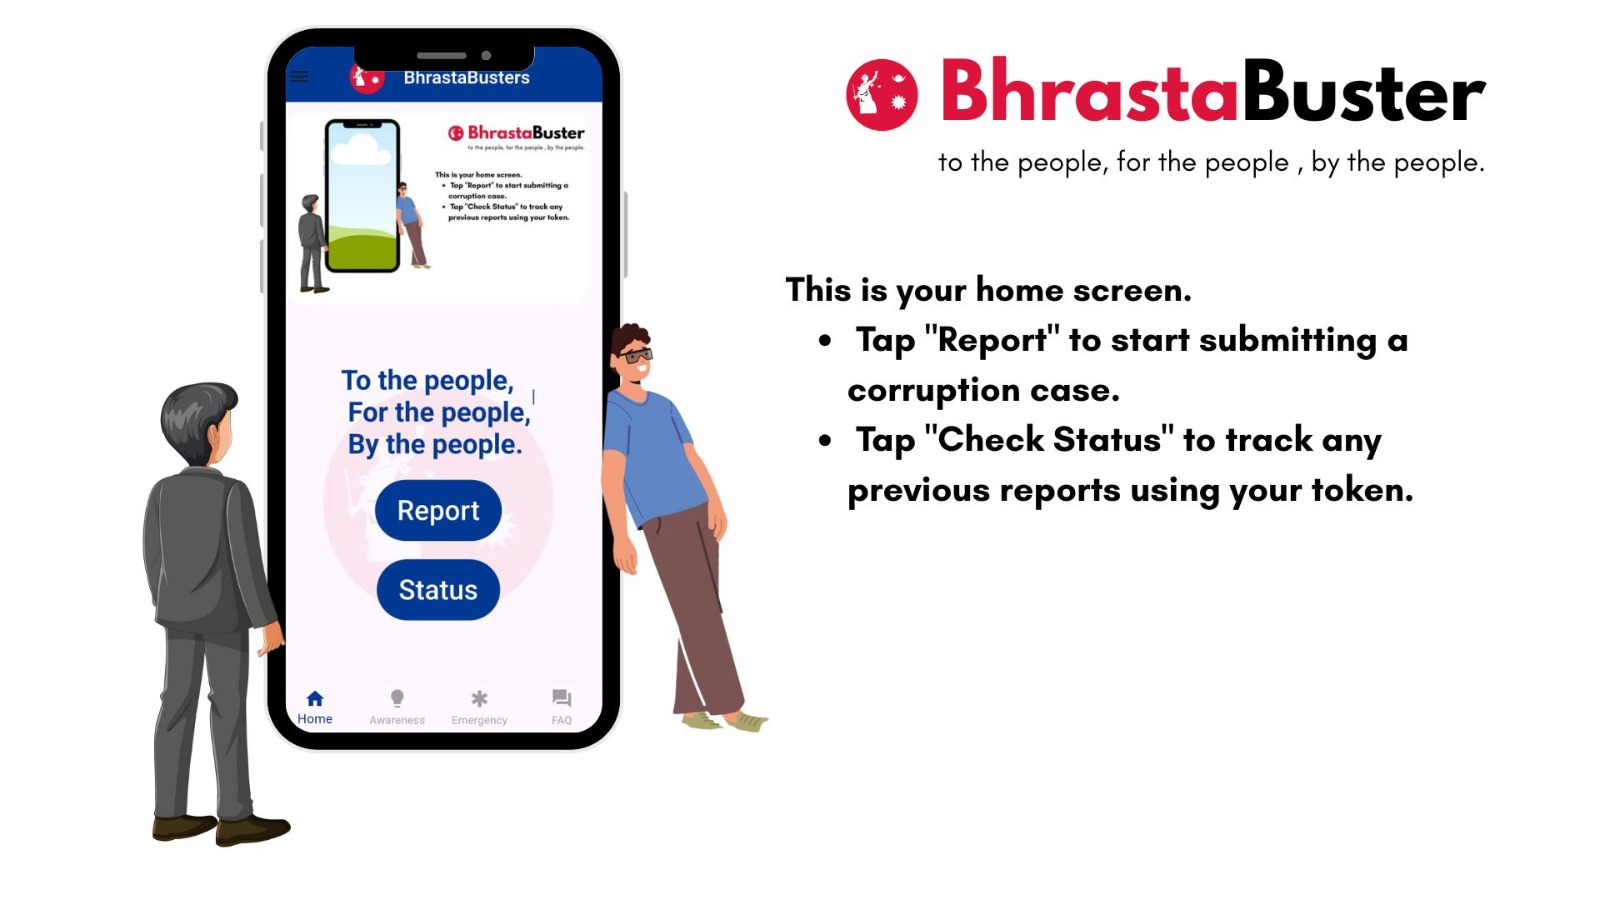 BhrastaBusters
BhrastaBuster
to the people, for the people , by the people.
This is your home screen.
• Tap "Report" to start submitting a
corruption case.
• Tap "Check Status" to track any
previous reports using your token.
To the people,
For the people,
By the people.
Report
Status
Home
Awareness
Emergency
FAQ
BhrastaBuster
to the people, for the people , by the people.
This is your home screen.
• Tap "Report" to start submitting a
corruption case.
• Tap "Check Status" to track any
previous reports using your token.